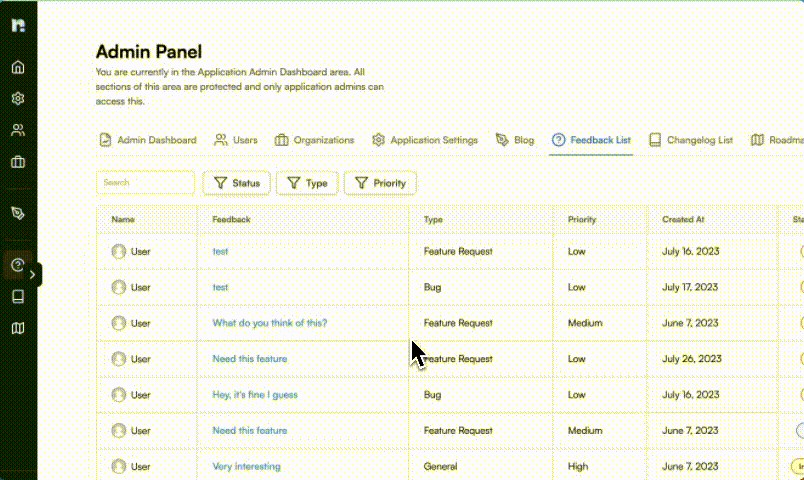 n.
Admin Panel
You are currently in the Application Admin Dashboard area. All
sections of this area are protected and only application admins can
access this.
Admin Dashboard Users Organizations Application Settings Blog Feedback List Changelog List Roadma
Search Status Type Priority
Name Feedback Type Priority Created At Sta
User test Feature Request Low July 16, 2023
User test Bug Low July 17, 2023
User What do you think of this? Feature Request Medium June 7, 2023
User Need this feature Feature Request Low July 26, 2023
User Hey, it's fine I guess Bug Low July 16, 2023
User Need this feature Feature Request Medium June 7, 2023
User Very interesting General High June 7, 2023 In